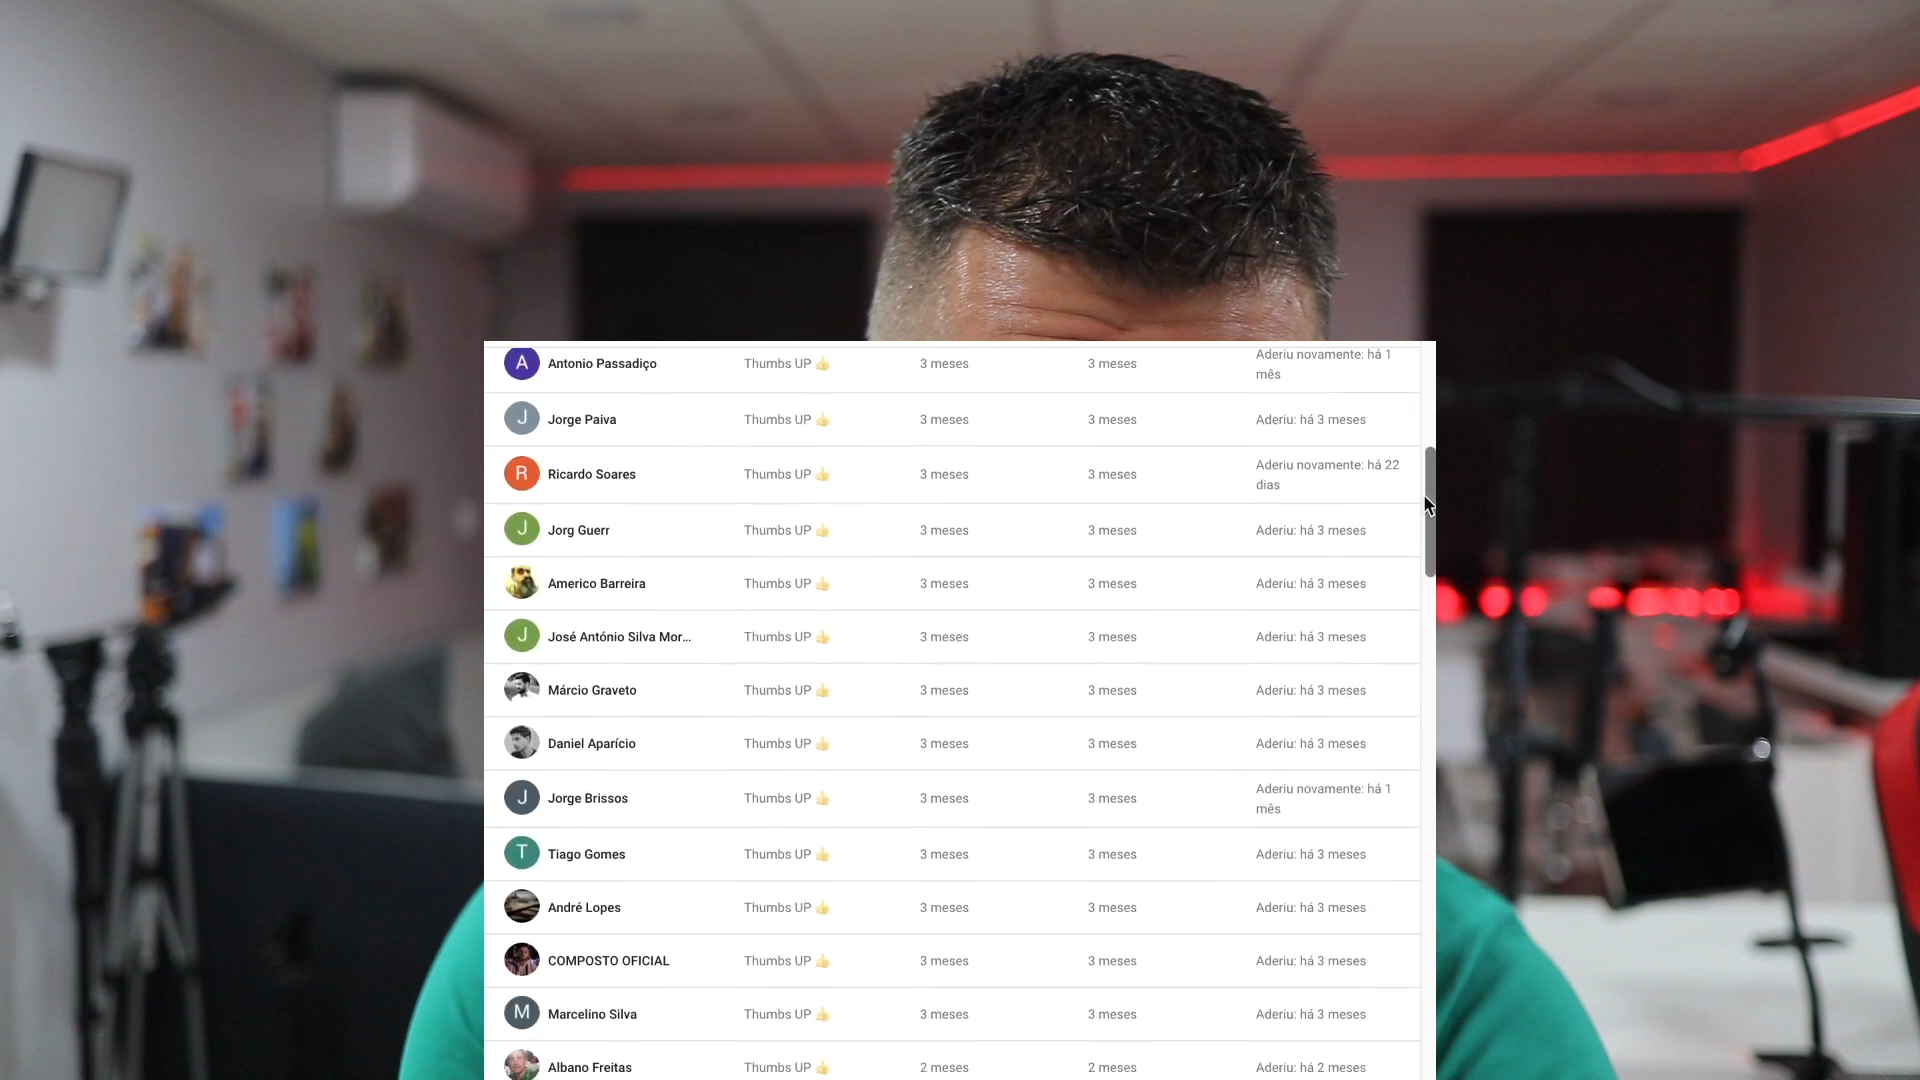 A Antonio Passadiço Thumbs UP 👍 3 meses 3 meses Aderiu novamente: há 1
mês
J Jorge Paiva Thumbs UP 👍 3 meses 3 meses Aderiu: há 3 meses
R Ricardo Soares Thumbs UP 👍 3 meses 3 meses Aderiu novamente: há 22
dias
J Jorg Guerr Thumbs UP 👍 3 meses 3 meses Aderiu: há 3 meses
Americo Barreira Thumbs UP 👍 3 meses 3 meses Aderiu: há 3 meses
J José António Silva Mor... Thumbs UP 👍 3 meses 3 meses Aderiu: há 3 meses
Márcio Graveto Thumbs UP 👍 3 meses 3 meses Aderiu: há 3 meses
Daniel Aparício Thumbs UP 👍 3 meses 3 meses Aderiu: há 3 meses
J Jorge Brissos Thumbs UP 👍 3 meses 3 meses Aderiu novamente: há 1
mês
T Tiago Gomes Thumbs UP 👍 3 meses 3 meses Aderiu: há 3 meses
André Lopes Thumbs UP 👍 3 meses 3 meses Aderiu: há 3 meses
COMPOSTO OFICIAL Thumbs UP 👍 3 meses 3 meses Aderiu: há 3 meses
M Marcelino Silva Thumbs UP 👍 3 meses 3 meses Aderiu: há 3 meses
Albano Freitas Thumbs UP 👍 2 meses 2 meses Aderiu: há 2 meses